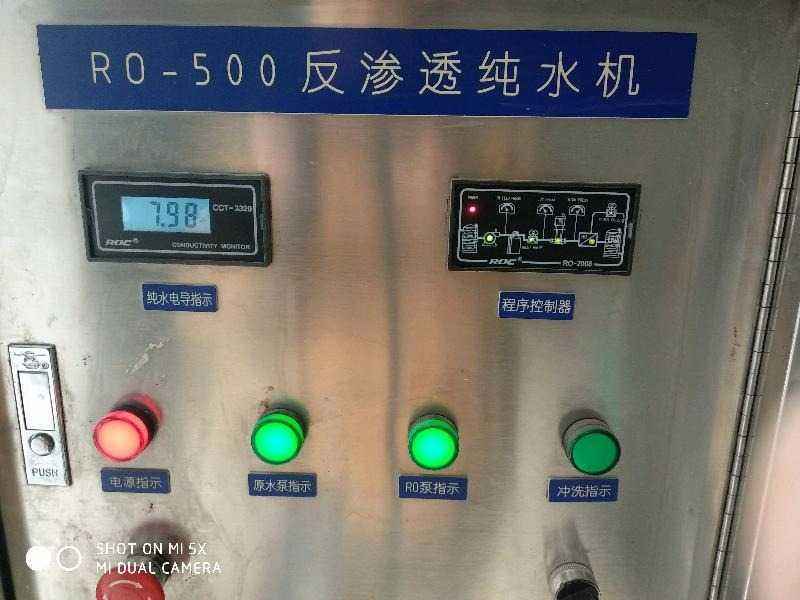 RO-500反渗透纯水机
7.98
CCT-3320
ROC®
CONDUCTIVITY MONITOR
ROC®
RO-2008
纯水电导指示
程序控制器
PUSH
电源指示
原水泵指示
RO泵指示
冲洗指示
SHOT ON MI 5X
MI DUAL CAMERA